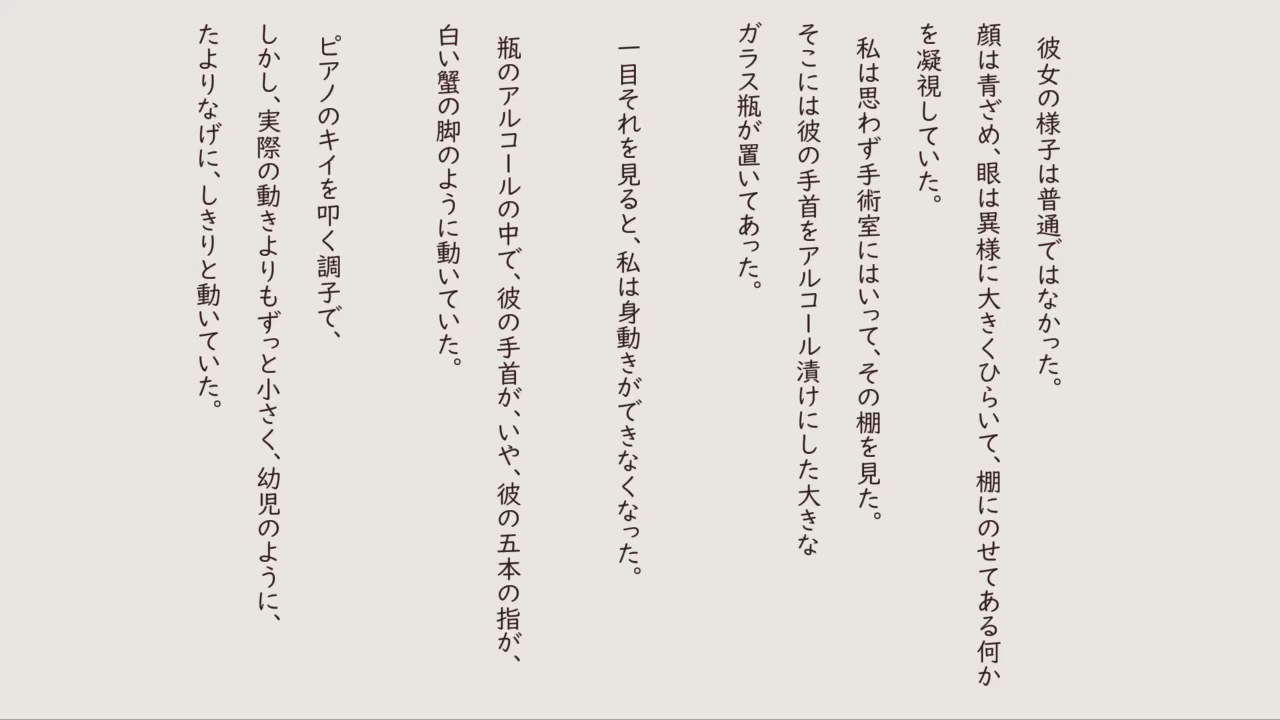 彼女の様子は普通ではなかった。
顔は青ざめ、眼は異様に大きくひらいて、棚にのせてある何か
を凝視していた。
私は思わず手術室にはいって、その棚を見た。
そこには彼の手首をアルコール漬けにした大きな
ガラス瓶が置いてあった。
一目それを見ると、私は身動きができなくなった。
瓶のアルコールの中で、彼の手首が、いや、彼の五本の指が、
白い蟹の脚のように動いていた。
ピアノのキイを叩く調子で、
しかし、実際の動きよりもずっと小さく、幼児のように、
たよりなげに、しきりと動いていた。